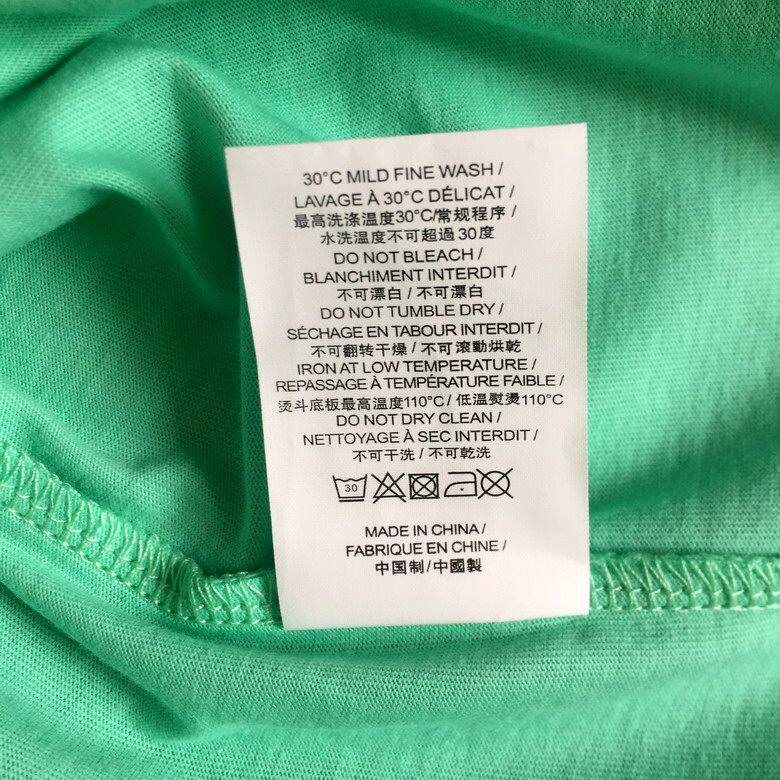 30°C MILD FINE WASH /
LAVAGE À 30°C DÉLICAT /
最高洗涤温度30°C/常规程序 /
水洗温度不可超過30度
DO NOT BLEACH /
BLANCHIMENT INTERDIT /
不可漂白 / 不可漂白
DO NOT TUMBLE DRY /
SÉCHAGE EN TABOUR INTERDIT /
不可翻转干燥 / 不可滾動烘乾
IRON AT LOW TEMPERATURE /
REPASSAGE À TEMPÉRATURE FAIBLE /
烫斗底板最高温度110°C / 低溫熨燙110°C
DO NOT DRY CLEAN /
NETTOYAGE À SEC INTERDIT /
不可干洗 / 不可乾洗
30
MADE IN CHINA /
FABRIQUE EN CHINE /
中国制/中國製